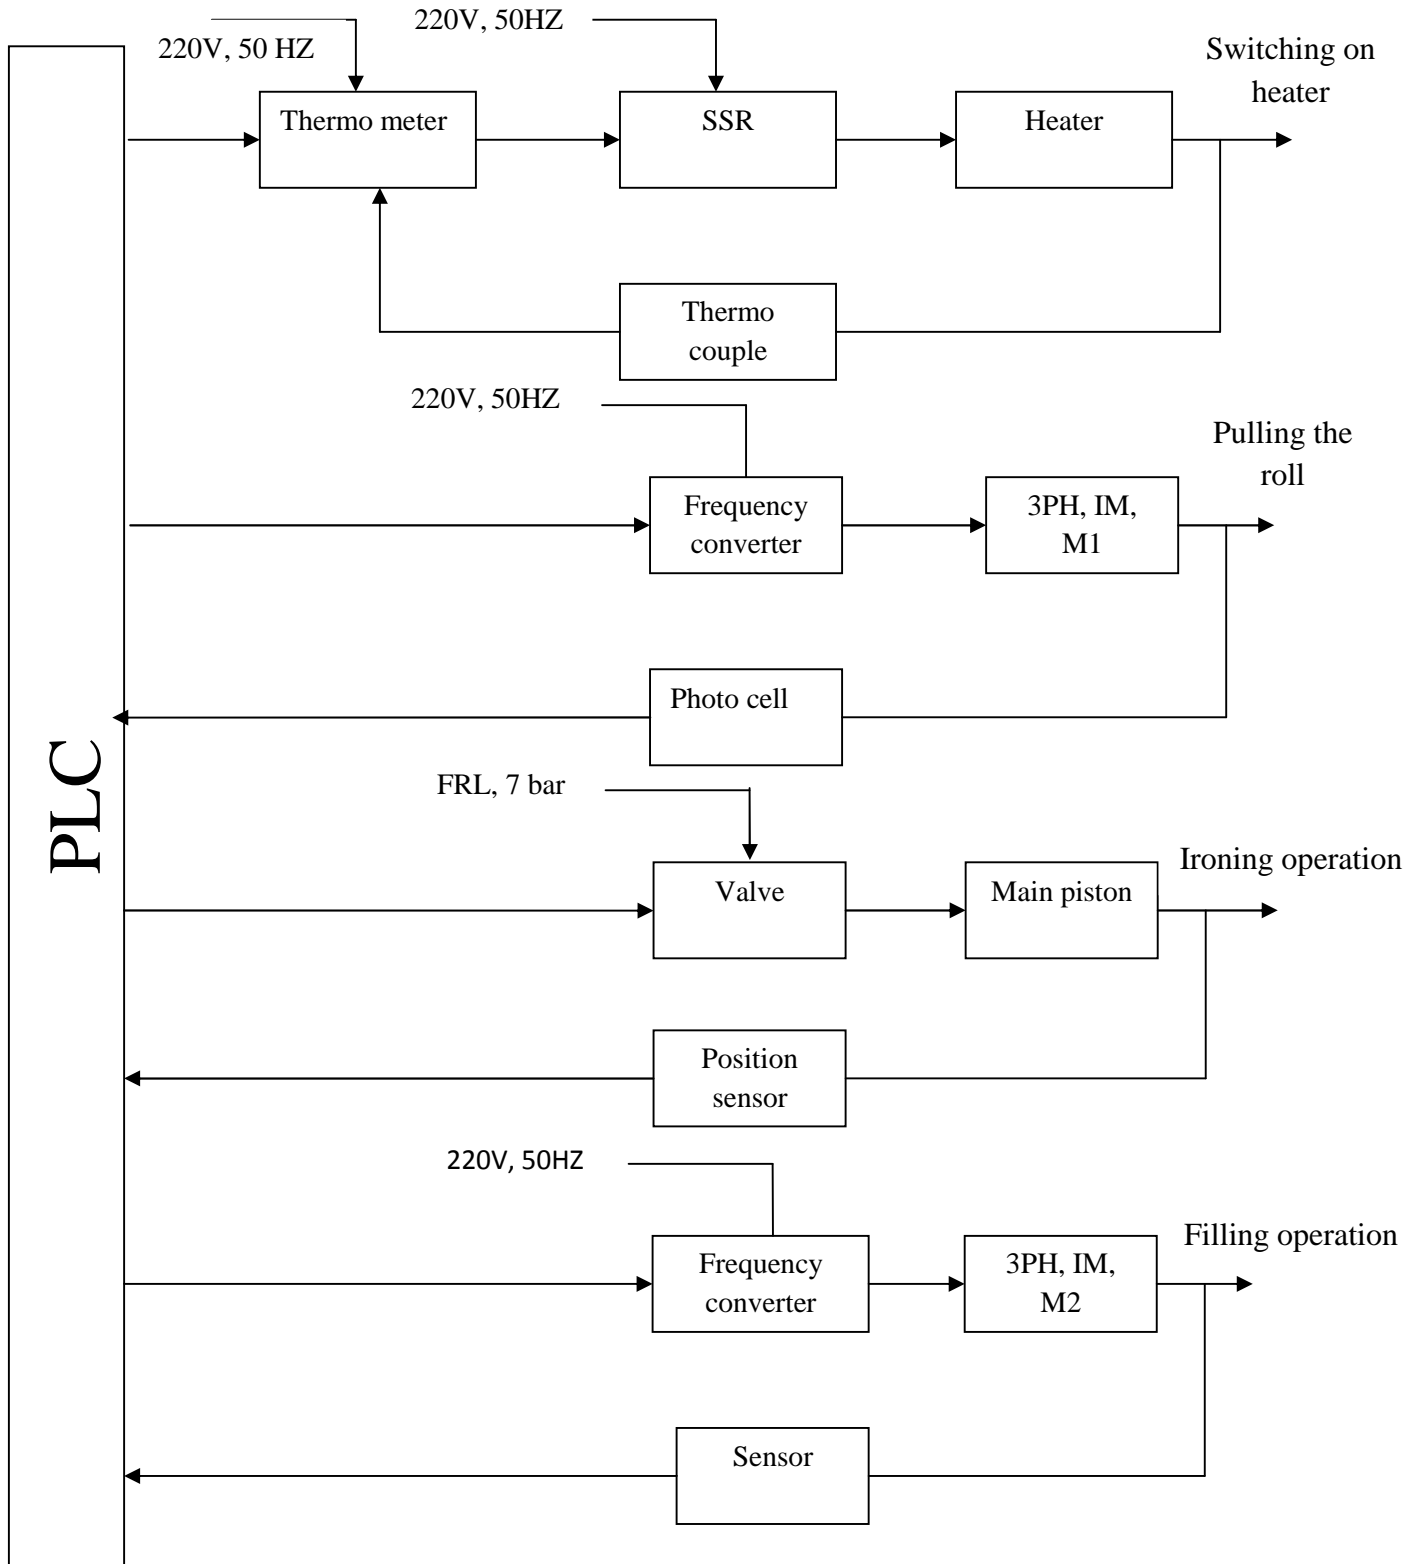 220V, 50HZ
220V, 50 HZ
Switching on
heater
Thermo meter
SSR
Heater
Thermo
couple
220V, 50HZ
Pulling the
roll
Frequency
converter
3PH, IM,
M1
Photo cell
PLC
FRL, 7 bar
Ironing operation
Valve
Main piston
Position
sensor
220V, 50HZ
Filling operation
Frequency
converter
3PH, IM,
M2
Sensor